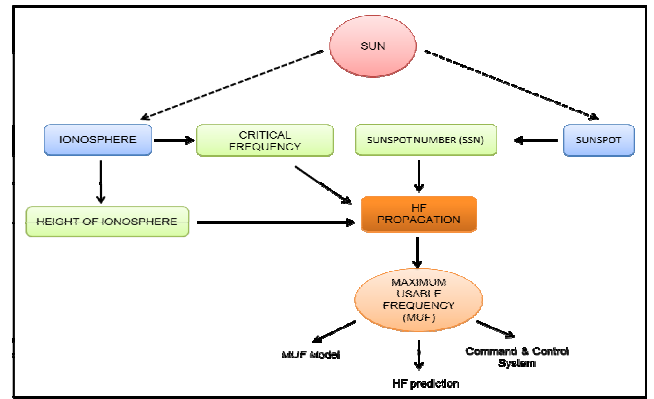 SUN
IONOSPHERE
CRITICAL
FREQUENCY
SUNSPOT NUMBER (SSN)
SUNSPOT
HEIGHT OF IONOSPHERE
HF
PROPAGATION
MAXIMUM
USABLE
FREQUENCY
(MUF)
MUF Model
Command & Control
System
HF prediction